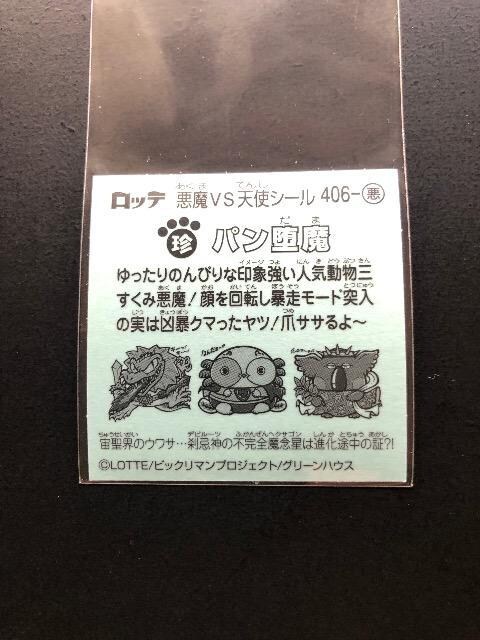 ロッテ 悪魔VS天使シール 406-悪
珍 パン堕魔
ゆったりのんびりな印象強い人気動物三
すくみ悪魔!顔を回転し暴走モード突入
の実は凶暴クマったヤツ!爪ササるよ〜
宙聖界のウワサ…刹忌神の不完全魔念星は進化途中の証?!
©LOTTE/ビックリマンプロジェクト/グリーンハウス